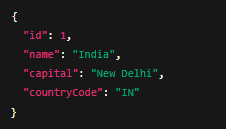 {
  "id": 1,
  "name": "India",
  "capital": "New Delhi",
  "countryCode": "IN"
}